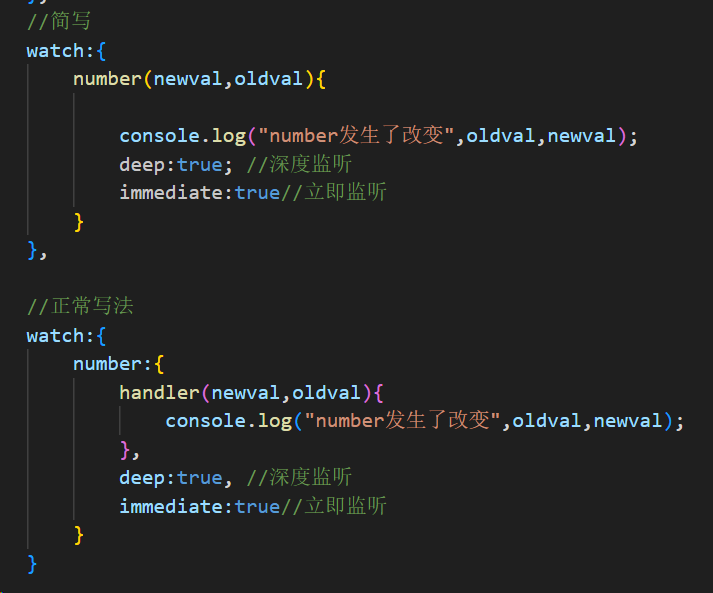 //简写
watch:{
    number(newval,oldval){

        console.log("number发生了改变",oldval,newval);
        deep:true; //深度监听
        immediate:true//立即监听
    }
},

//正常写法
watch:{
    number:{
        handler(newval,oldval){
            console.log("number发生了改变",oldval,newval);
        },
        deep:true, //深度监听
        immediate:true//立即监听
    }
}